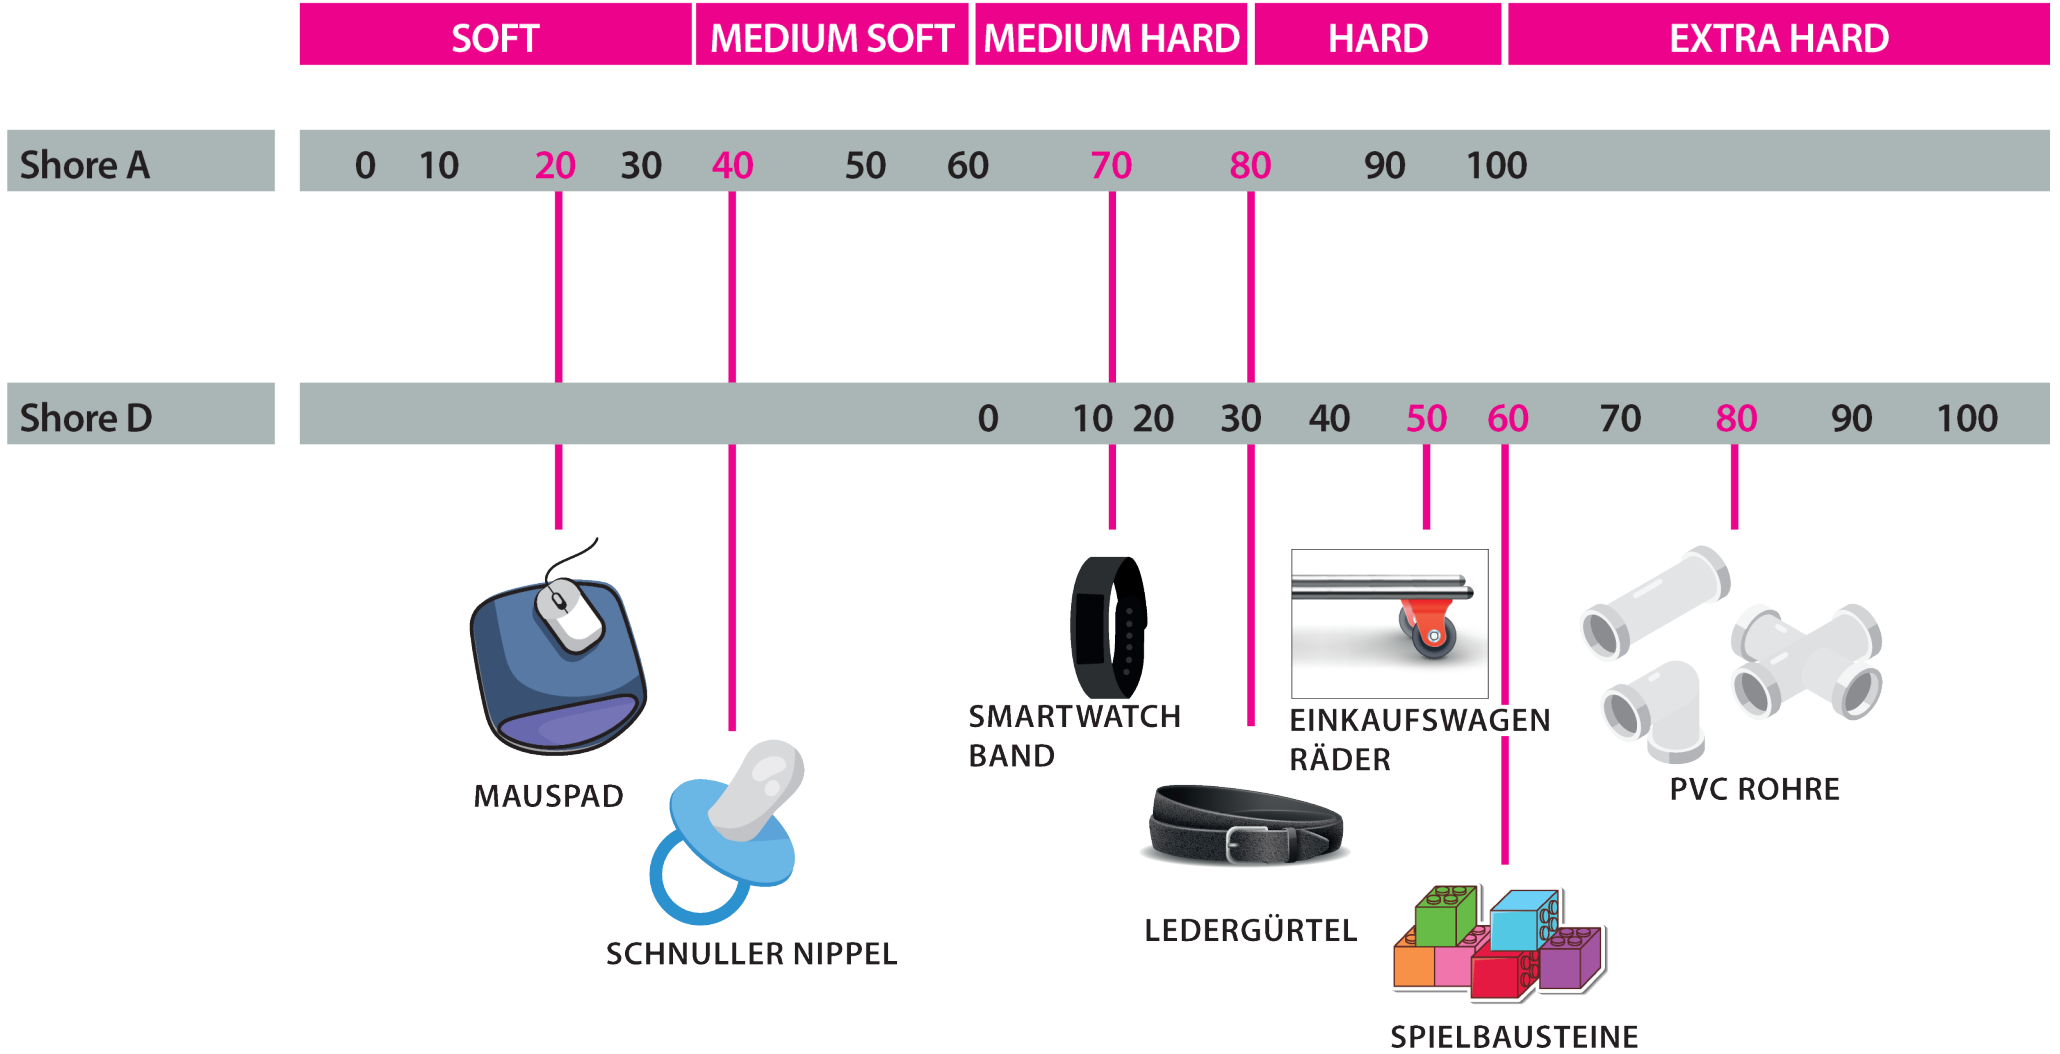 SOFT MEDIUM SOFT MEDIUM HARD HARD EXTRA HARD
Shore A 0 10 20 30 40 50 60 70 80 90 100
Shore D 0 10 20 30 40 50 60 70 80 90 100
MAUSPAD
SCHNULLER NIPPEL
SMARTWATCH
BAND
LEDERGÜRTEL
EINKAUFSWAGEN
RÄDER
SPIELBAUSTEINE
PVC ROHRE